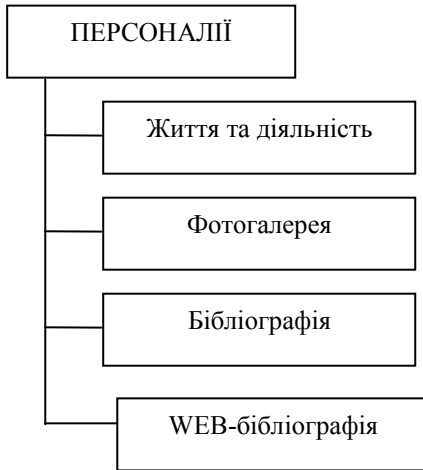 ПЕРСОНАЛІЇ
Життя та діяльність
Фотогалерея
Бібліографія
WEB-бібліографія